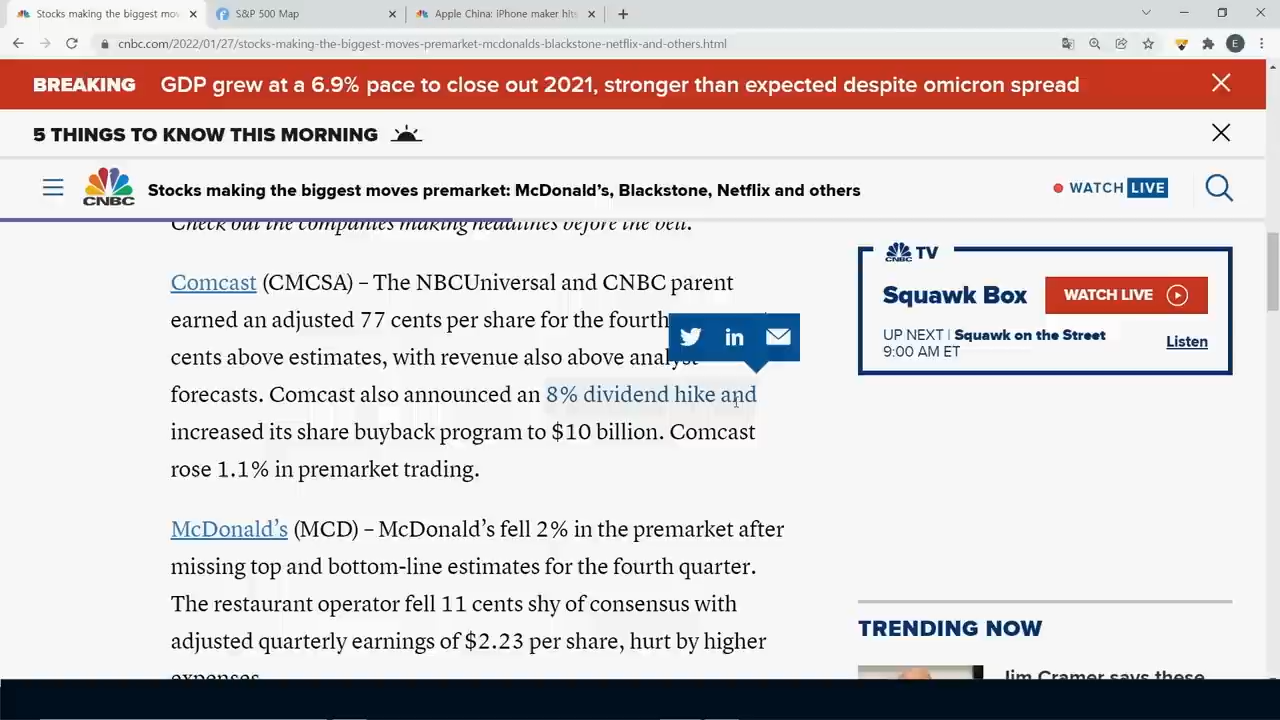 Stocks making the biggest mov
S&P 500 Map
Apple China: iPhone maker hits
cnbc.com/2022/01/27/stocks-making-the-biggest-moves-premarket-mcdonalds-blackstone-netflix-and-others.html
E
BREAKING GDP grew at a 6.9% pace to close out 2021, stronger than expected despite omicron spread
5 THINGS TO KNOW THIS MORNING
CNBC
Stocks making the biggest moves premarket: McDonald's, Blackstone, Netflix and others
WATCH LIVE
Check out the companies making headlines before the bell.
Comcast (CMCSA) – The NBCUniversal and CNBC parent
earned an adjusted 77 cents per share for the fourth
cents above estimates, with revenue also above analyst
forecasts. Comcast also announced an 8% dividend hike and
increased its share buyback program to $10 billion. Comcast
rose 1.1% in premarket trading.
McDonald's (MCD) – McDonald's fell 2% in the premarket after
missing top and bottom-line estimates for the fourth quarter.
The restaurant operator fell 11 cents shy of consensus with
adjusted quarterly earnings of $2.23 per share, hurt by higher
expenses.
CNBC TV
Squawk Box
WATCH LIVE
UP NEXT | Squawk on the Street
9:00 AM ET
Listen
TRENDING NOW
Jim Cramer says these